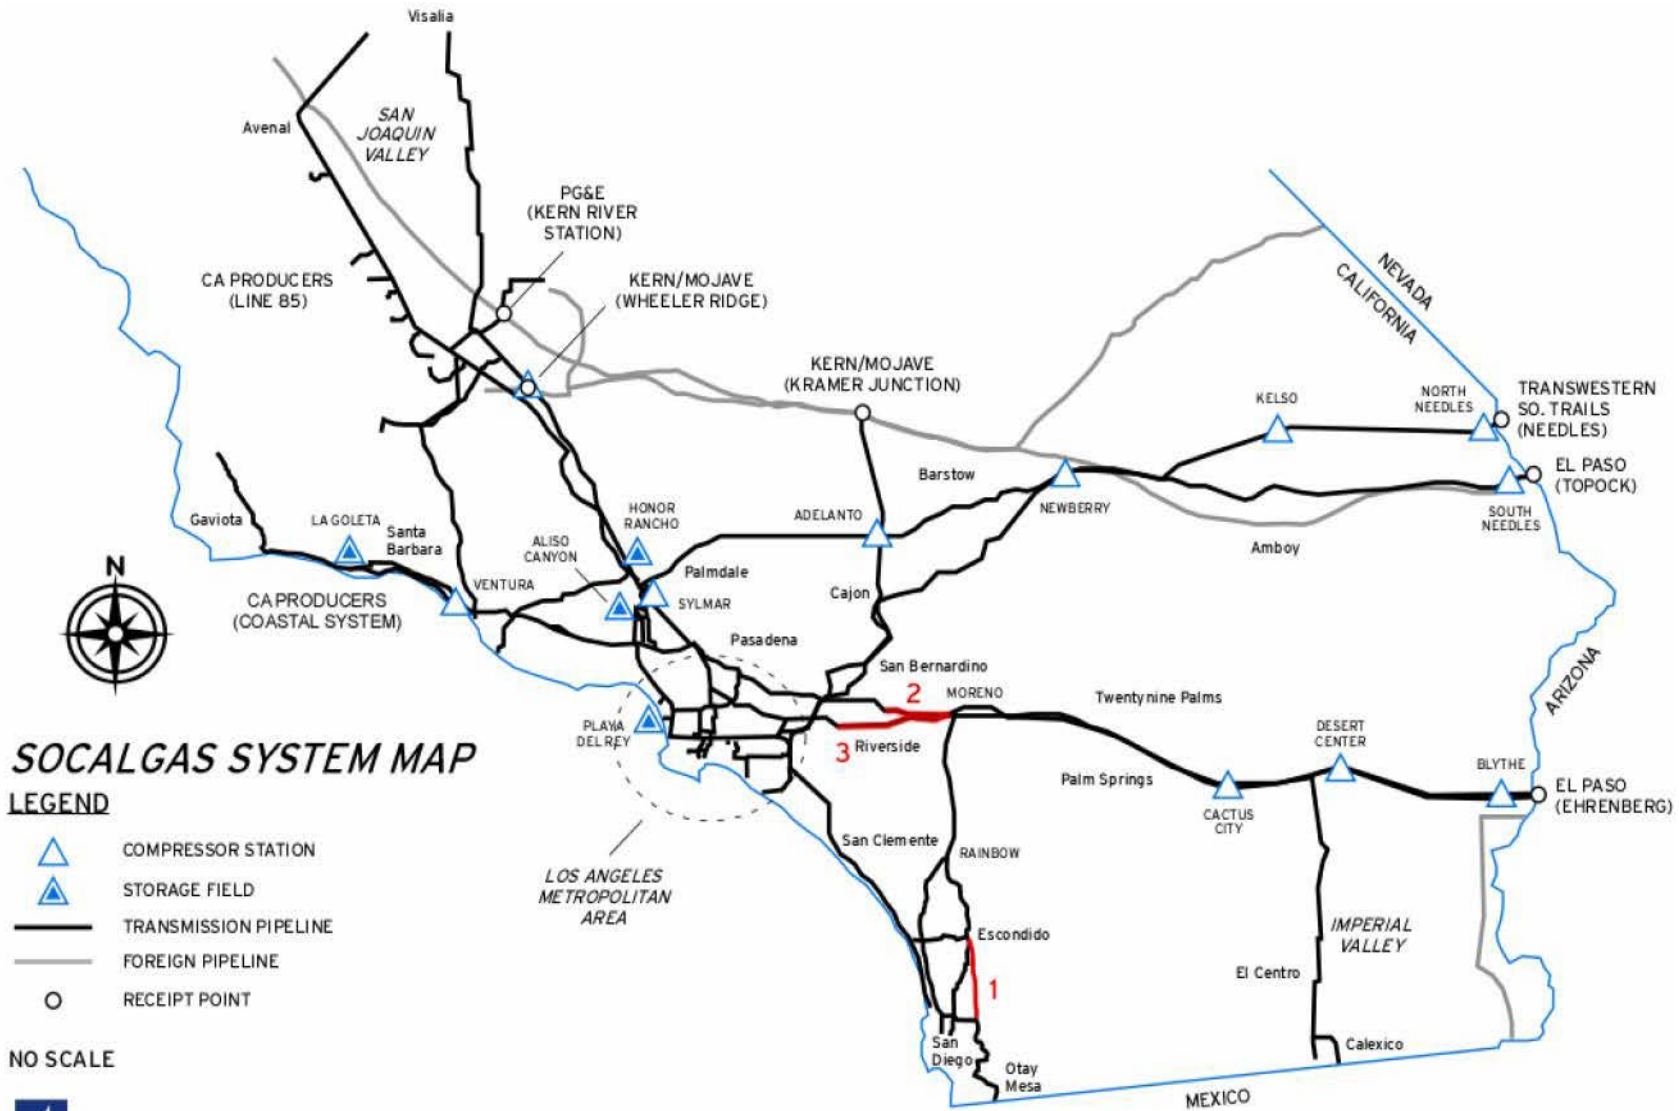 Visalia
SAN
JOAQUIN
VALLEY
Avenal
PG&E
(KERN RIVER
STATION)
CA PRODUCERS
(LINE 85)
KERN/MOJAVE
(WHEELER RIDGE)
NEVADA
CALIFORNIA
KERN/MOJAVE
(KRAMER JUNCTION)
KELSO
NORTH
NEEDLES
TRANSWESTERN
SO. TRAILS
(NEEDLES)
Barstow
EL PASO
(TOPOCK)
NEWBERRY
SOUTH
NEEDLES
Amboy
Gaviota
LA GOLETA
Santa
Barbara
HONOR
RANCHO
ADELANTO
ALISO
CANYON
N
VENTURA
Palmdale
CA PRODUCERS
(COASTAL SYSTEM)
SYLMAR
Cajon
Pasadena
San Bernardino
ARIZONA
2
MORENO
Twentynine Palms
PLAYA
DEL REY
3
Riverside
DESERT
CENTER
Palm Springs
BLYTHE
EL PASO
(EHRENBERG)
CACTUS
CITY
San Clemente
RAINBOW
LOS ANGELES
METROPOLITAN
AREA
Escondido
IMPERIAL
VALLEY
El Centro
1
San
Diego
Otay
Mesa
Calexico
MEXICO
SOCALGAS SYSTEM MAP
LEGEND
COMPRESSOR STATION
STORAGE FIELD
TRANSMISSION PIPELINE
FOREIGN PIPELINE
RECEIPT POINT
NO SCALE